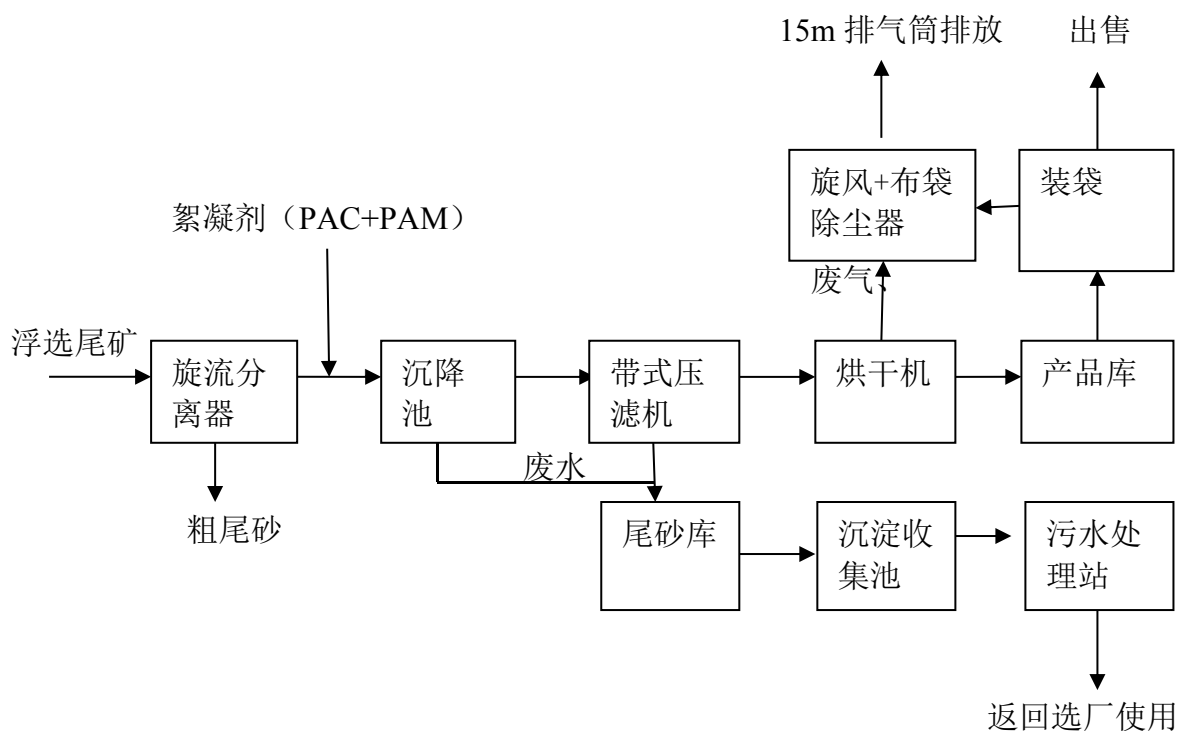 15m 排气筒排放
出售
旋风+布袋
除尘器
装袋
絮凝剂（PAC+PAM）
废气、
浮选尾矿
旋流分
离器
沉降
池
带式压
滤机
烘干机
产品库
废水
粗尾砂
尾砂库
沉淀收
集池
污水处
理站
返回选厂使用